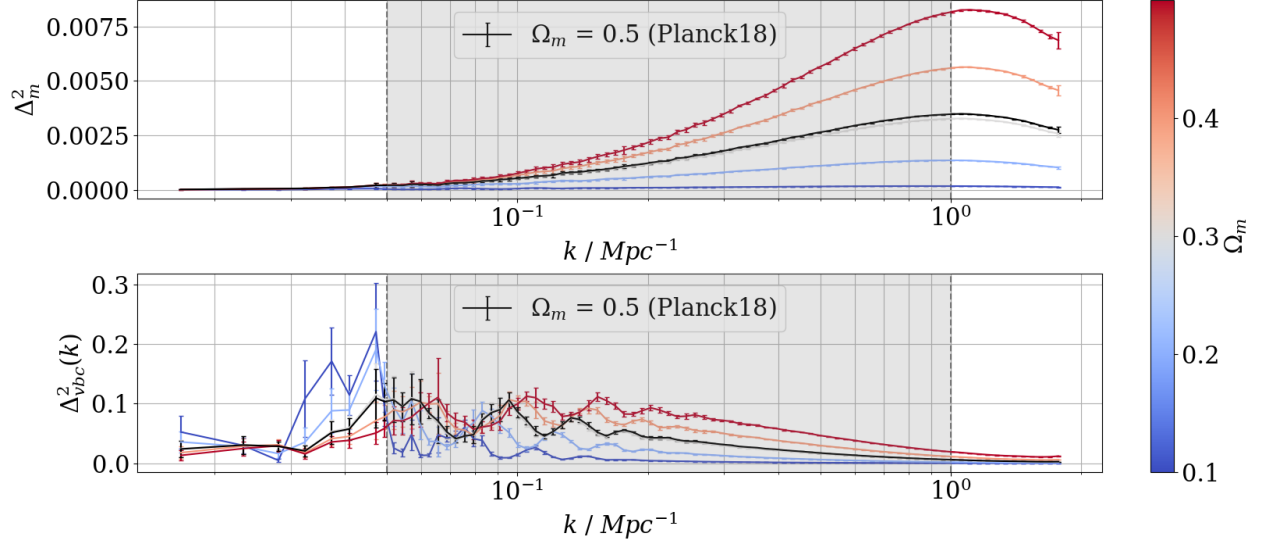 0.0075
0.0050
0.0025
0.0000
Δ²ₘ
Ωₘ = 0.5 (Planck18)
10⁻¹
10⁰
k / Mpc⁻¹
0.3
0.2
0.1
0.0
Δ²ᵥbc(k)
Ωₘ = 0.5 (Planck18)
10⁻¹
10⁰
k / Mpc⁻¹
0.4
0.3
0.2
0.1
Ωₘ